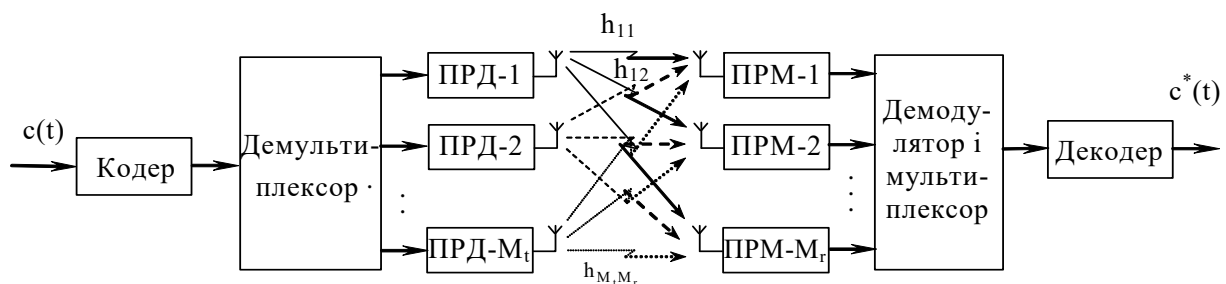 c(t)
Кодер
Демульти-
плексор
ПРД-1
ПРД-2
ПРД-Mt
h11
h12
hMtMr
ПРМ-1
ПРМ-2
ПРМ-Mr
Демоду-
лятор і
мульти-
плексор
Декодер
c*(t)